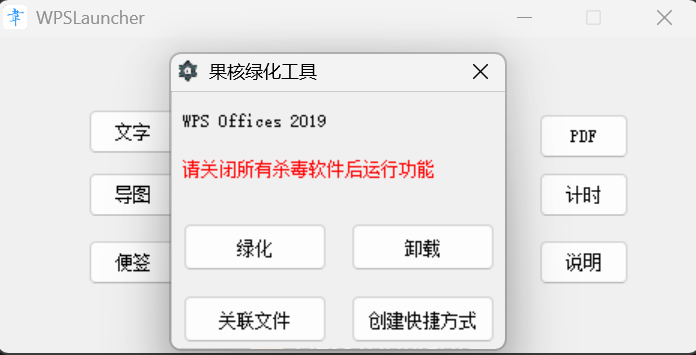 WPSLauncher
果核绿化工具
WPS Offices 2019
请关闭所有杀毒软件后运行功能
文字
PDF
导图
计时
绿化
卸载
便签
说明
关联文件
创建快捷方式